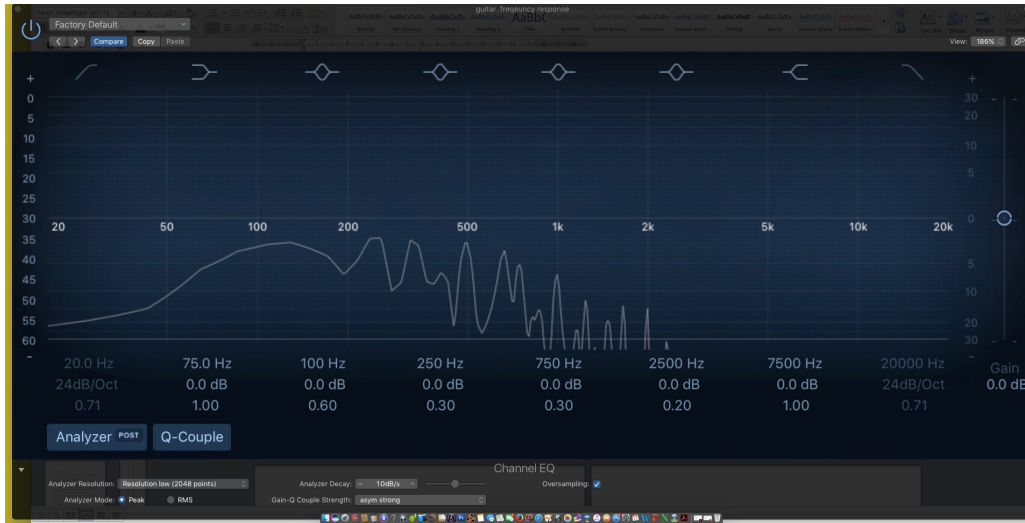 guitar freqeuncy response
Factory Default
Compare Copy Paste
View: 186%
+ +
0 30
5 20
10 10
15
20 5
25
30 0
20 50 100 200 500 1k 2k 5k 10k 20k
35
40 5
45
50 10
55 20
60 30
- -
20.0 Hz 75.0 Hz 100 Hz 250 Hz 750 Hz 2500 Hz 7500 Hz 20000 Hz Gain
24dB/Oct 0.0 dB 0.0 dB 0.0 dB 0.0 dB 0.0 dB 0.0 dB 24dB/Oct 0.0 dB
0.71 1.00 0.60 0.30 0.30 0.20 1.00 0.71
Analyzer POST Q-Couple
Channel EQ
Analyzer Resolution: Resolution low (2048 points) Analyzer Decay: 10dB/s Oversampling:
Analyzer Mode: Peak RMS Gain-Q Couple Strength: asym strong